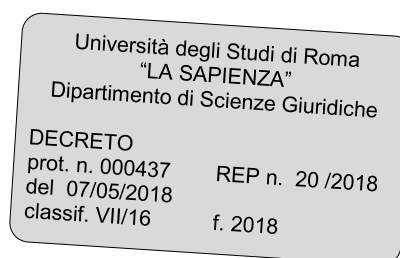 Università degli Studi di Roma
“LA SAPIENZA”
Dipartimento di Scienze Giuridiche
DECRETO
prot. n. 000437 REP n. 20 /2018
del 07/05/2018
classif. VII/16 f. 2018